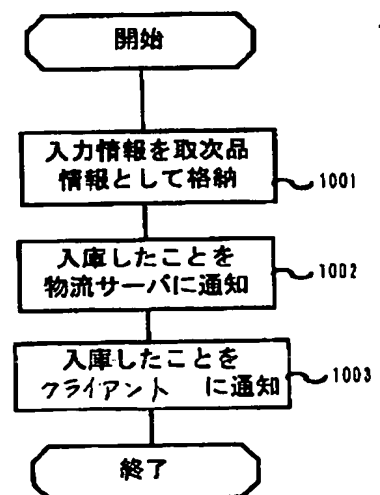 開始
入力情報を取次品
情報として格納
1001
入庫したことを
物流サーバに通知
1002
入庫したことを
クライアント に通知
1003
終了